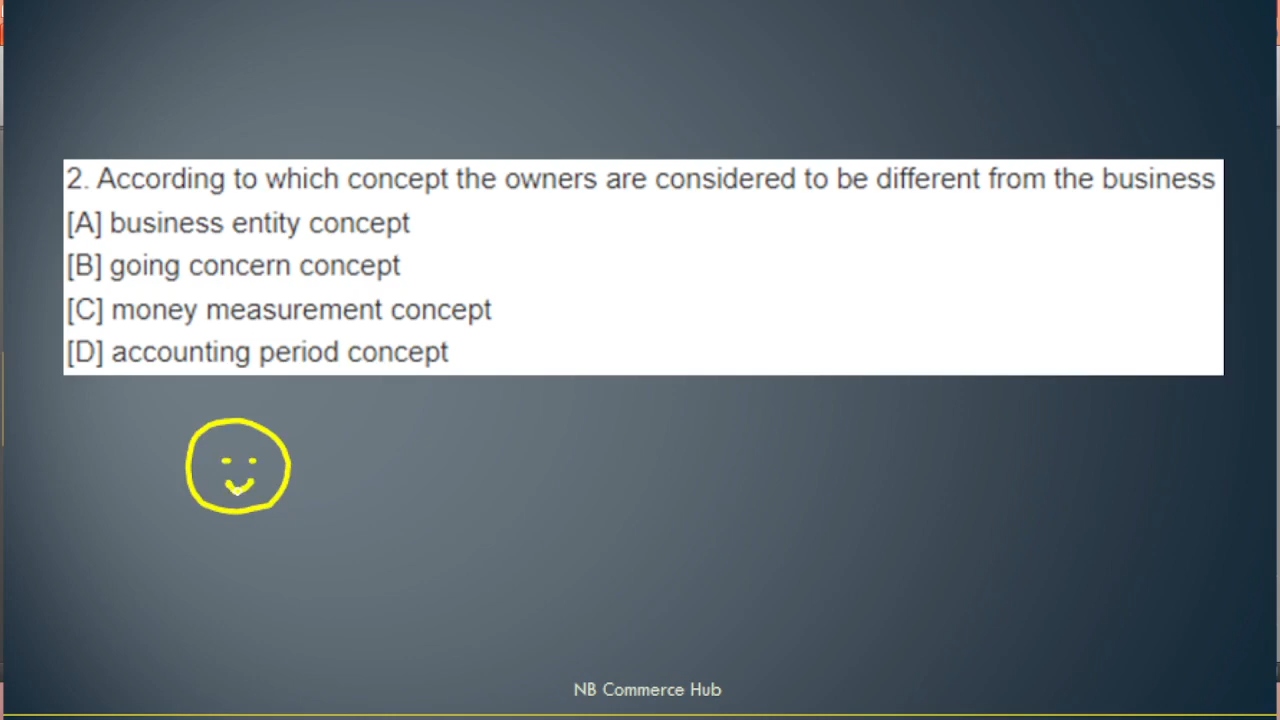 2. According to which concept the owners are considered to be different from the business
[A] business entity concept
[B] going concern concept
[C] money measurement concept
[D] accounting period concept
NB Commerce Hub